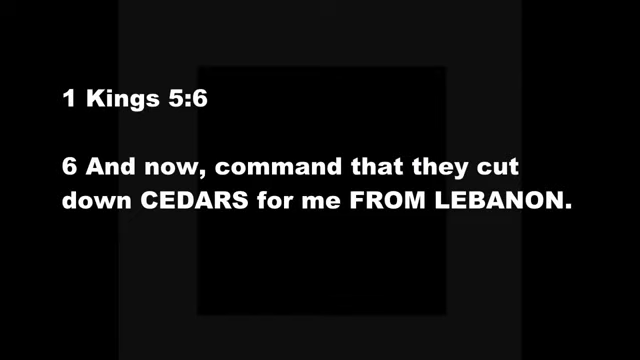 1 Kings 5:6
6 And now, command that they cut
down CEDARS for me FROM LEBANON.